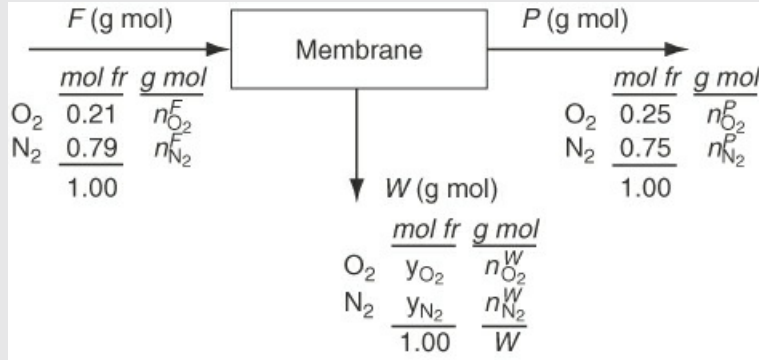 F (g mol) P (g mol)
Membrane
mol fr g mol mol fr g mol
O₂ 0.21 n^F_O₂ O₂ 0.25 n^P_O₂
N₂ 0.79 n^F_N₂ N₂ 0.75 n^P_N₂
1.00 1.00
W (g mol)
mol fr g mol
O₂ y_O₂ n^W_O₂
N₂ y_N₂ n^W_N₂
1.00 W